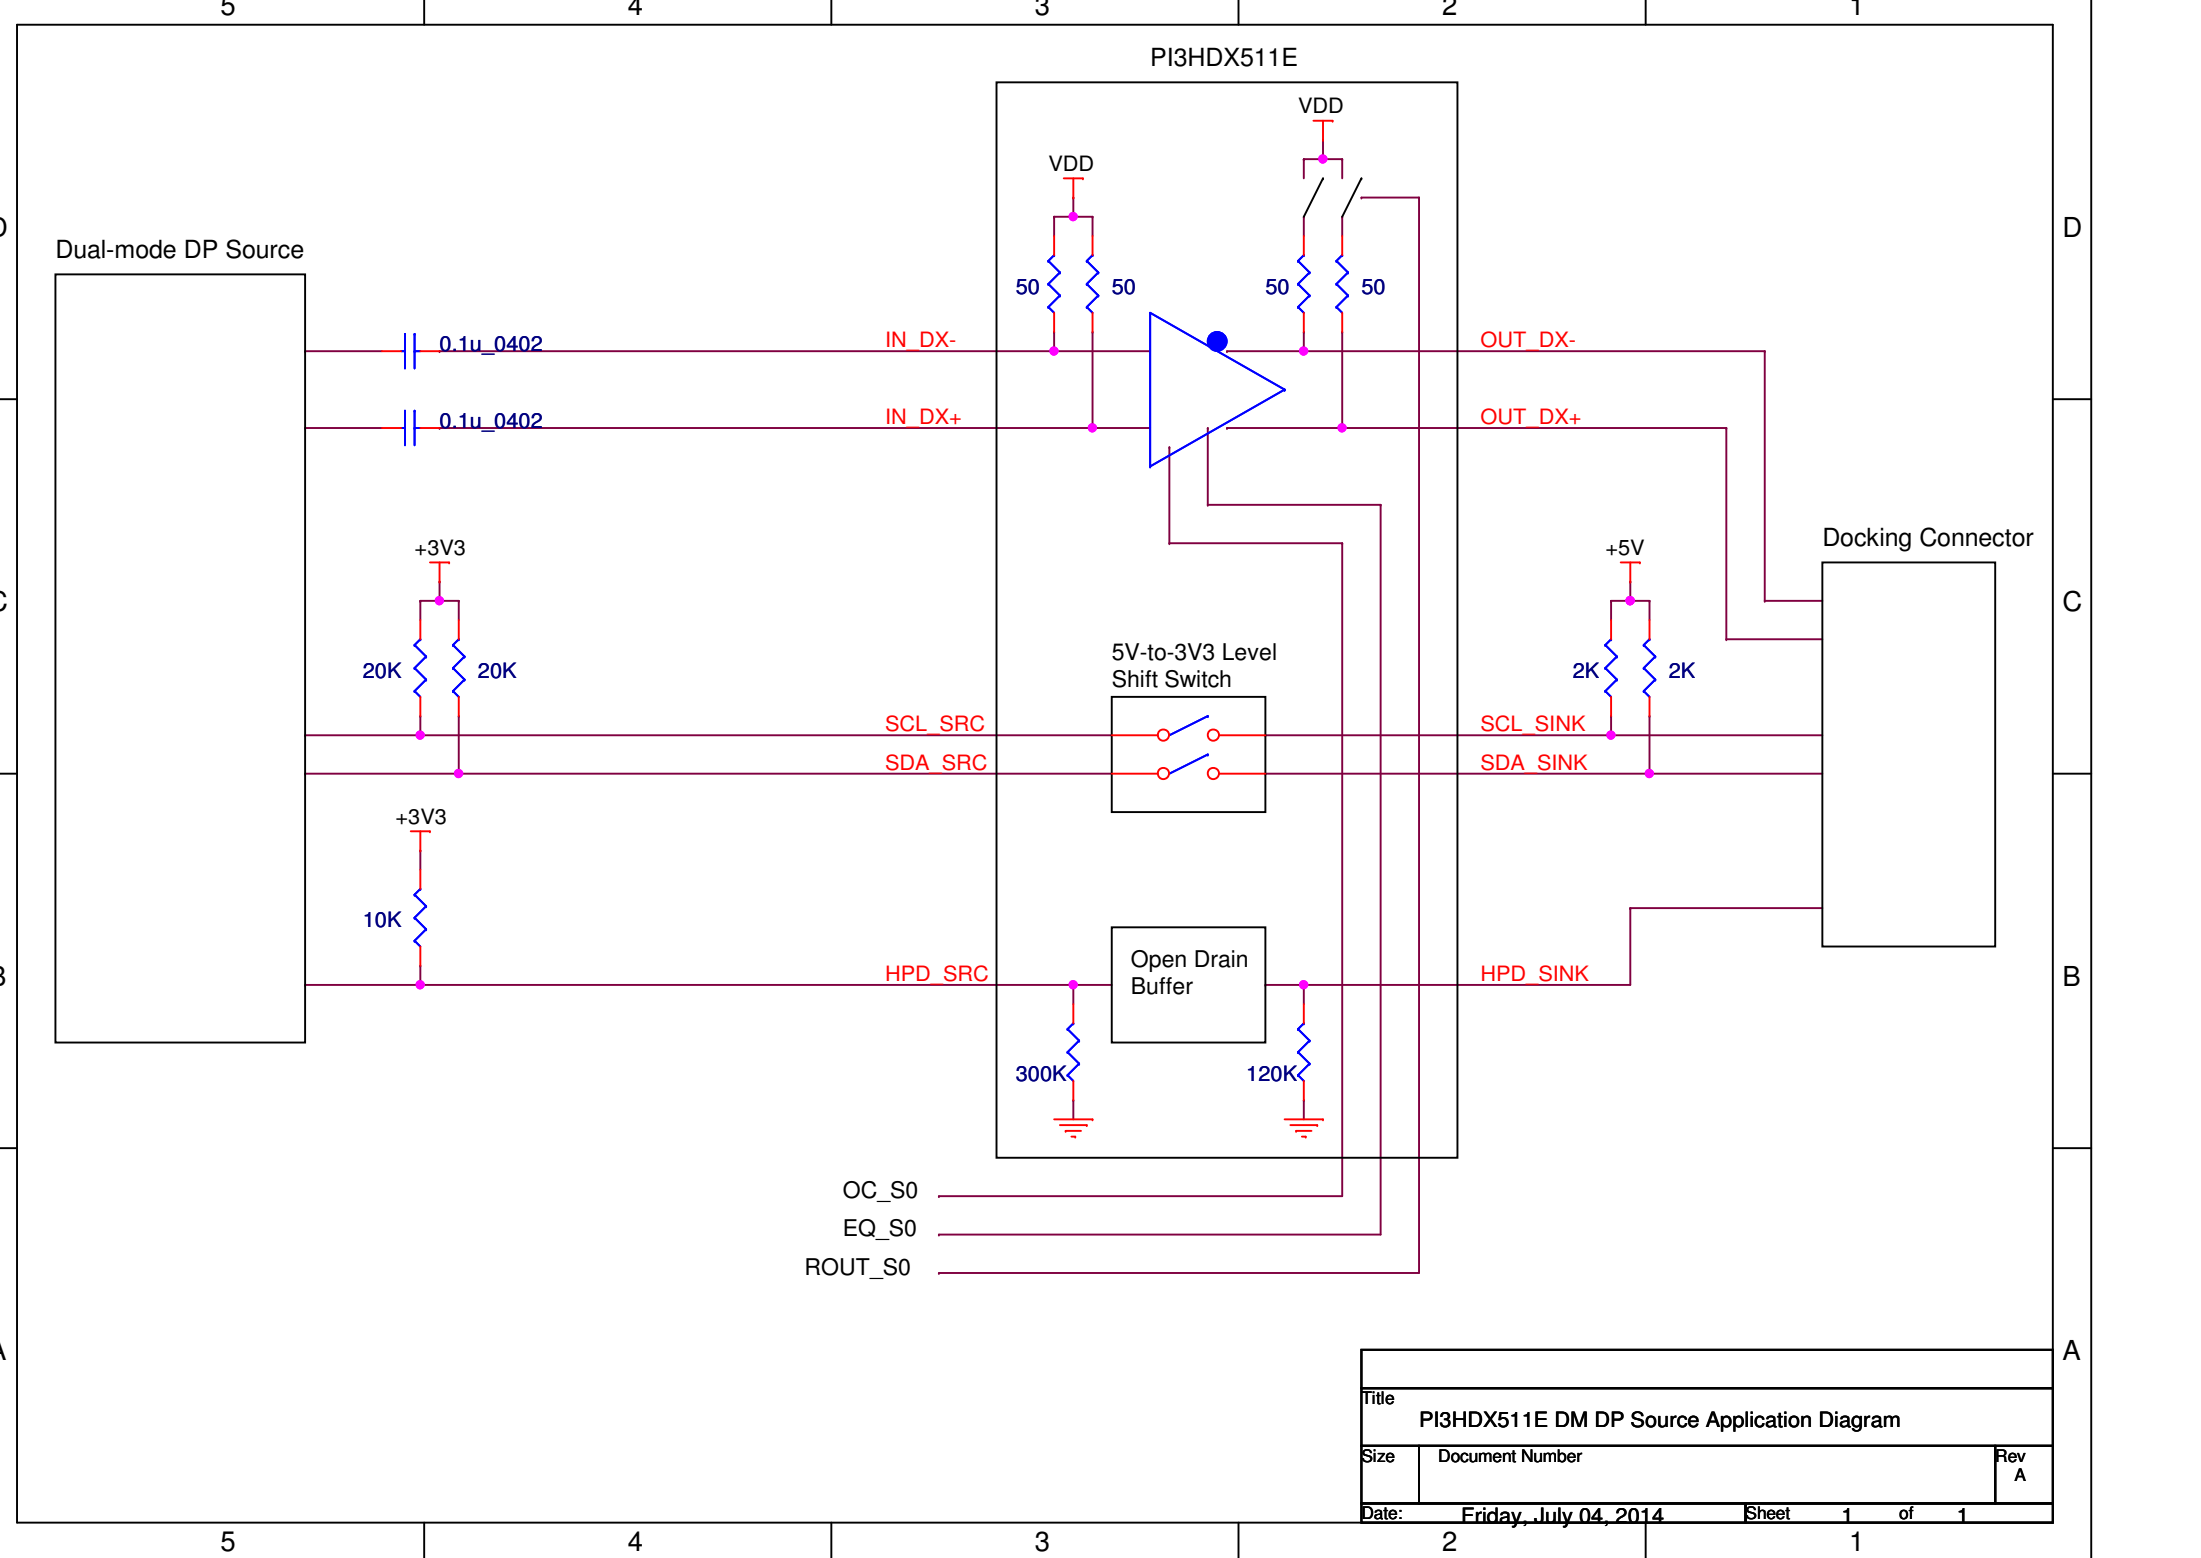 5 4 3 2 1
PI3HDX511E
VDD
VDD
D D
Dual-mode DP Source
50 50 50 50
0.1u_0402 IN_DX- OUT_DX-
0.1u_0402 IN_DX+ OUT_DX+
Docking Connector
+3V3 +5V
C C
5V-to-3V3 Level
Shift Switch
20K 20K 2K 2K
SCL_SRC SCL_SINK
SDA_SRC SDA_SINK
+3V3
10K
Open Drain
Buffer
HPD_SRC HPD_SINK
B B
300K 120K
OC_S0
EQ_S0
ROUT_S0
A A
Title
PI3HDX511E DM DP Source Application Diagram
Size Document Number Rev
A
Date: Friday, July 04, 2014 Sheet 1 of 1
5 4 3 2 1